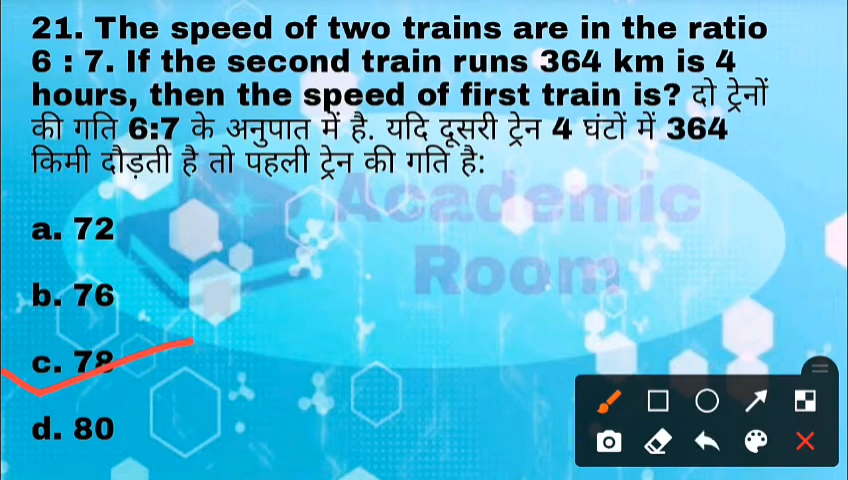 21. The speed of two trains are in the ratio
6 : 7. If the second train runs 364 km is 4
hours, then the speed of first train is? दो ट्रेनों
की गति 6:7 के अनुपात में है. यदि दूसरी ट्रेन 4 घंटों में 364
किमी दौड़ती है तो पहली ट्रेन की गति है:
Academic
Room
a. 72
b. 76
c. 78
d. 80